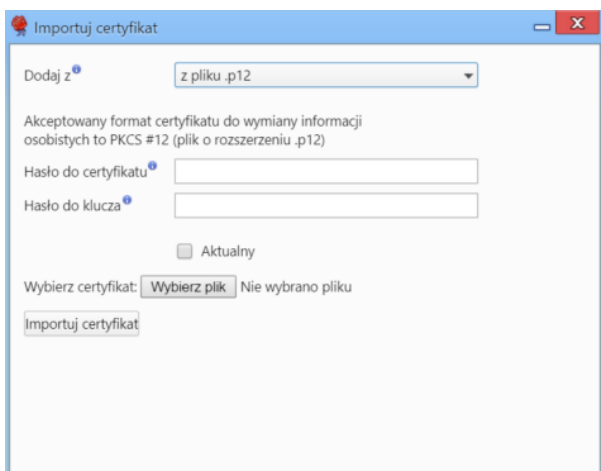 Importuj certyfikat
Dodaj z
z pliku .p12
Akceptowany format certyfikatu do wymiany informacji
osobistych to PKCS #12 (plik o rozszerzeniu .p12)
Hasło do certyfikatu
Hasło do klucza
Aktualny
Wybierz certyfikat: Wybierz plik Nie wybrano pliku
Importuj certyfikat